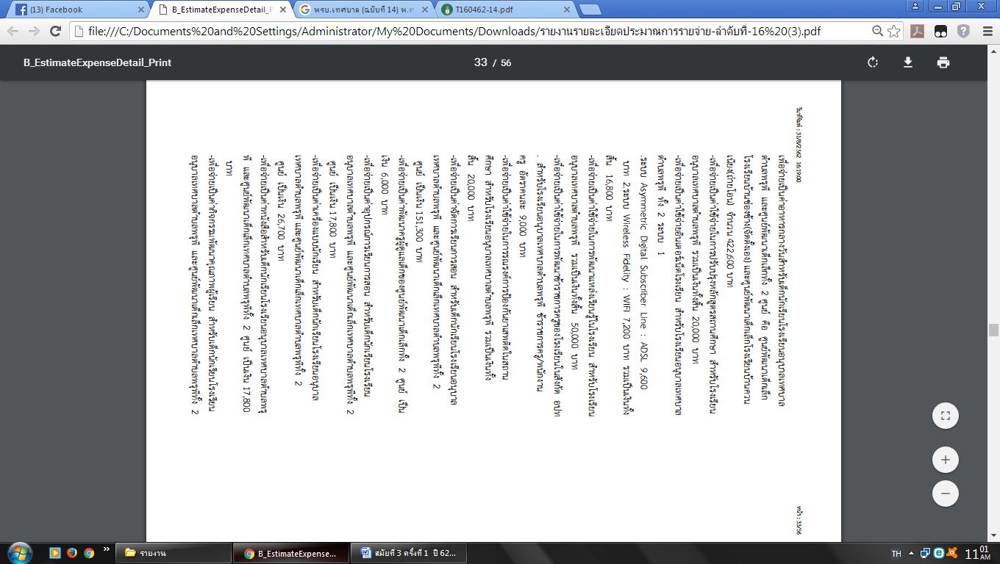 (13) Facebook
B_EstimateExpenseDetail_P
พรบ.เทศบาล (ฉบับที่ 14) พ.ศ
T160462-14.pdf
file:///C:/Documents%20and%20Settings/Administrator/My%20Documents/Downloads/รายงานรายละเอียดประมาณการรายจ่าย-ลำดับที่-16%20(3).pdf
B_EstimateExpenseDetail_Print
33 / 56
วันที่พิมพ์ : 31/8/2562 16:19:00
เพื่อจ่ายเป็นค่าอาหารกลางวันสำหรับเด็กนักเรียนโรงเรียนอนุบาลเทศบาล
ตำบลพรุพี และศูนย์พัฒนาเด็กเล็กทั้ง 2 ศูนย์ คือ ศูนย์พัฒนาเด็กเล็ก
โรงเรียนบ้านช่องช้าง(จัดตั้งเอง) และศูนย์พัฒนาเด็กเล็กโรงเรียนบ้านควน
เนียง(ถ่ายโอน) จำนวน 422,600 บาท
-เพื่อจ่ายเป็นค่าใช้จ่ายในการปรับปรุงหลักสูตรสถานศึกษา สำหรับโรงเรียน
อนุบาลเทศบาลตำบลพรุพี รวมเป็นเงินทั้งสิ้น 20,000 บาท
-เพื่อจ่ายเป็นค่าใช้จ่ายอินเตอร์เน็ตโรงเรียน สำหรับโรงเรียนอนุบาลเทศบาล
ตำบลพรุพี ทั้ง 2 ระบบ 1
.ระบบ Asymmetric Digital Subscriber Line : ADSL 9,600
บาท 2.ระบบ Wireless Fidelity : WIFI 7,200 บาท รวมเป็นเงินทั้ง
สิ้น 16,800 บาท
-เพื่อจ่ายเป็นค่าใช้จ่ายในการพัฒนาแหล่งเรียนรู้ในโรงเรียน สำหรับโรงเรียน
อนุบาลเทศบาลตำบลพรุพี รวมเป็นเงินทั้งสิ้น 50,000 บาท
-เพื่อจ่ายเป็นค่าใช้จ่ายในการพัฒนาข้าราชการครูของโรงเรียนในสังกัด อปท
. สำหรับโรงเรียนอนุบาลเทศบาลตำบลพรุพี ข้าราชการครู/พนักงาน
ครู อัตราคนละ 9,000 บาท
-เพื่อจ่ายเป็นค่าใช้จ่ายในการรณรงค์การป้องกันยาเสพติดในสถาน
ศึกษา สำหรับโรงเรียนอนุบาลเทศบาลตำบลพรุพี รวมเป็นเงินทั้ง
สิ้น 20,000 บาท
-เพื่อจ่ายเป็นค่าจัดการเรียนการสอน สำหรับเด็กนักเรียนโรงเรียนอนุบาล
เทศบาลตำบลพรุพี และศูนย์พัฒนาเด็กเล็กเทศบาลตำบลพรุพีทั้ง 2
ศูนย์ เป็นเงิน 151,300 บาท
-เพื่อจ่ายเป็นค่าพัฒนาครูผู้ดูแลเด็กของศูนย์พัฒนาเด็กเล็กทั้ง 2 ศูนย์ เป็น
เงิน 6,000 บาท
-เพื่อจ่ายเป็นค่าอุปกรณ์การเรียนการสอน สำหรับเด็กนักเรียนโรงเรียน
อนุบาลเทศบาลตำบลพรุพี และศูนย์พัฒนาเด็กเล็กเทศบาลตำบลพรุพีทั้ง 2
ศูนย์ เป็นเงิน 17,800 บาท
-เพื่อจ่ายเป็นค่าเครื่องแบบนักเรียน สำหรับเด็กนักเรียนโรงเรียนอนุบาล
เทศบาลตำบลพรุพี และศูนย์พัฒนาเด็กเล็กเทศบาลตำบลพรุพีทั้ง 2
ศูนย์ เป็นเงิน 26,700 บาท
-เพื่อจ่ายเป็นค่าหนังสือสำหรับเด็กนักเรียนโรงเรียนอนุบาลเทศบาลตำบลพรุ
พี และศูนย์พัฒนาเด็กเล็กเทศบาลตำบลพรุพีทั้ง 2 ศูนย์ เป็นเงิน 17,800
บาท
-เพื่อจ่ายเป็นค่ากิจกรรมพัฒนาคุณภาพผู้เรียน สำหรับเด็กนักเรียนโรงเรียน
อนุบาลเทศบาลตำบลพรุพี และศูนย์พัฒนาเด็กเล็กเทศบาลตำบลพรุพีทั้ง 2
หน้า : 33/56
รายงาน
B_EstimateExpense...
สมัยที่ 3 ครั้งที่ 1 ปี 62...
TH
11 01 AM